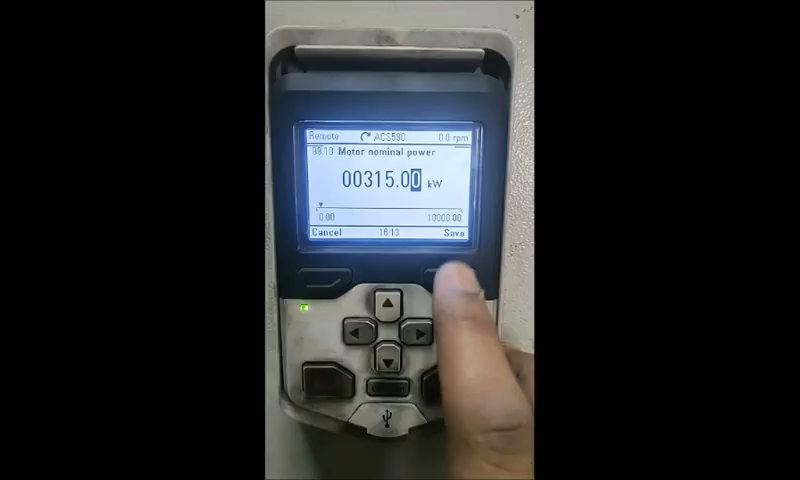 Remote ACS580 0.0 rpm
99.10 Motor nominal power
00315.00 kW
0.00 10000.00
Cancel 16:13 Save